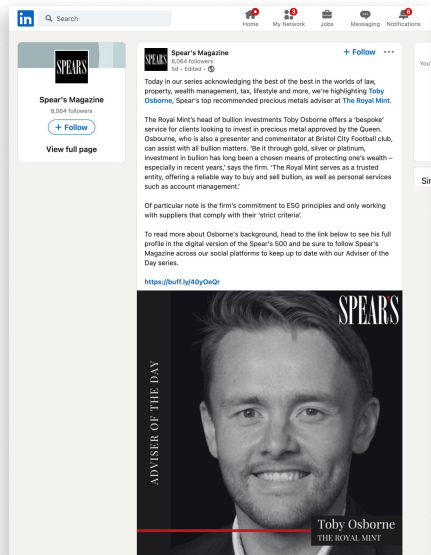 in
Search
Home
My Network
Jobs
Messaging
Notifications
3
8
SPEAR'S
Spear's Magazine
8,064 followers
+ Follow
View full page
SPEAR'S
Spear's Magazine
8,064 followers
5d • Edited •
+ Follow
Today in our series acknowledging the best of the best in the worlds of law,
property, wealth management, tax, lifestyle and more, we're highlighting Toby
Osborne, Spear's top recommended precious metals adviser at The Royal Mint.
The Royal Mint's head of bullion investments Toby Osborne offers a 'bespoke'
service for clients looking to invest in precious metal approved by the Queen.
Osbourne, who is also a presenter and commentator at Bristol City Football club,
can assist with all bullion matters. 'Be it through gold, silver or platinum,
investment in bullion has long been a chosen means of protecting one's wealth –
especially in recent years,' says the firm. 'The Royal Mint serves as a trusted
entity, offering a reliable way to buy and sell bullion, as well as personal services
such as account management.'
Of particular note is the firm's commitment to ESG principles and only working
with suppliers that comply with their 'strict criteria'.
To read more about Osborne's background, head to the link below to see his full
profile in the digital version of the Spear's 500 and be sure to follow Spear's
Magazine across our social platforms to keep up to date with our Adviser of the
Day series.
https://buff.ly/40yOeQr
SPEAR'S
ADVISER OF THE DAY
Toby Osborne
THE ROYAL MINT